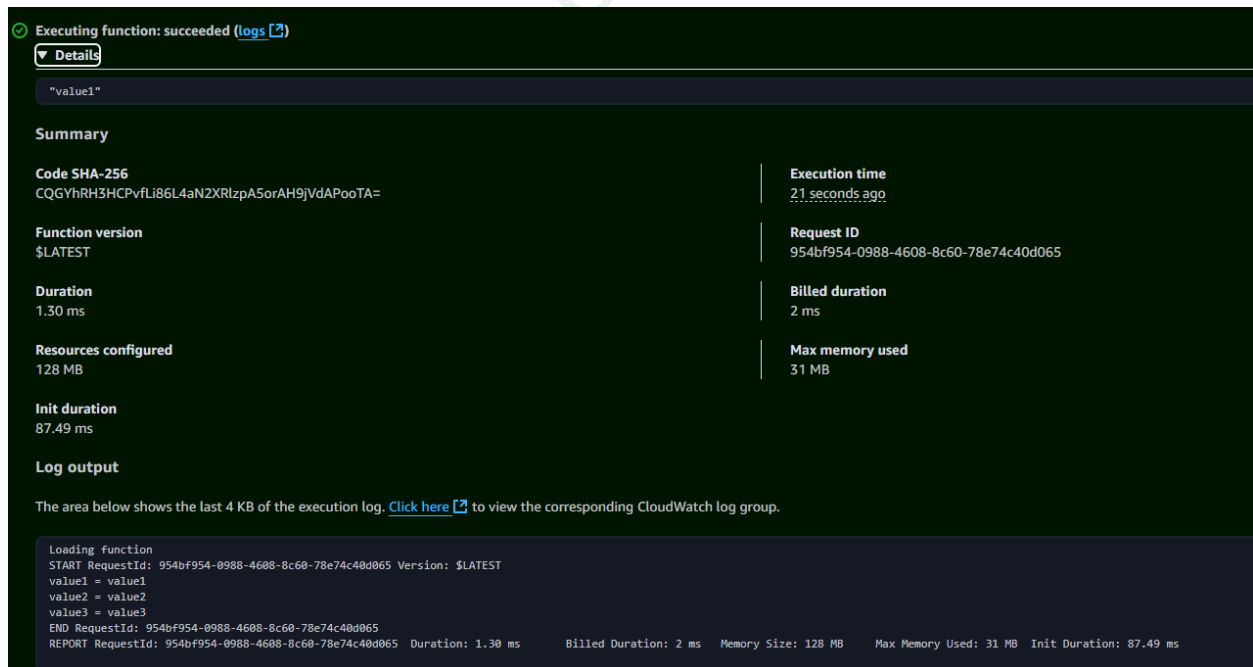 Executing function: succeeded (logs)
Details
"value1"
Summary
Code SHA-256
CQGYhRH3HCPvfLi86L4aN2XRlzpA5orAH9jVdAPooTA=
Execution time
21 seconds ago
Function version
$LATEST
Request ID
954bf954-0988-4608-8c60-78e74c40d065
Duration
1.30 ms
Billed duration
2 ms
Resources configured
128 MB
Max memory used
31 MB
Init duration
87.49 ms
Log output
The area below shows the last 4 KB of the execution log. Click here to view the corresponding CloudWatch log group.
Loading function
START RequestId: 954bf954-0988-4608-8c60-78e74c40d065 Version: $LATEST
value1 = value1
value2 = value2
value3 = value3
END RequestId: 954bf954-0988-4608-8c60-78e74c40d065
REPORT RequestId: 954bf954-0988-4608-8c60-78e74c40d065 Duration: 1.30 ms Billed Duration: 2 ms Memory Size: 128 MB Max Memory Used: 31 MB Init Duration: 87.49 ms